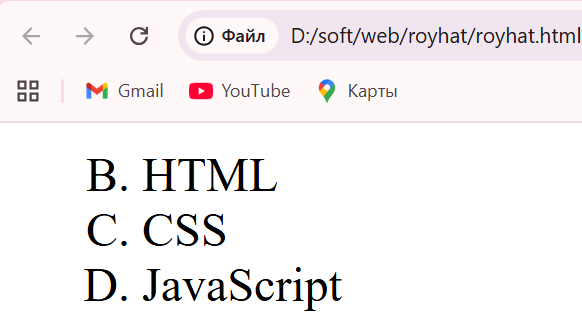 Файл D:/soft/web/royhat/royhat.html
Gmail YouTube Карты
B. HTML
C. CSS
D. JavaScript